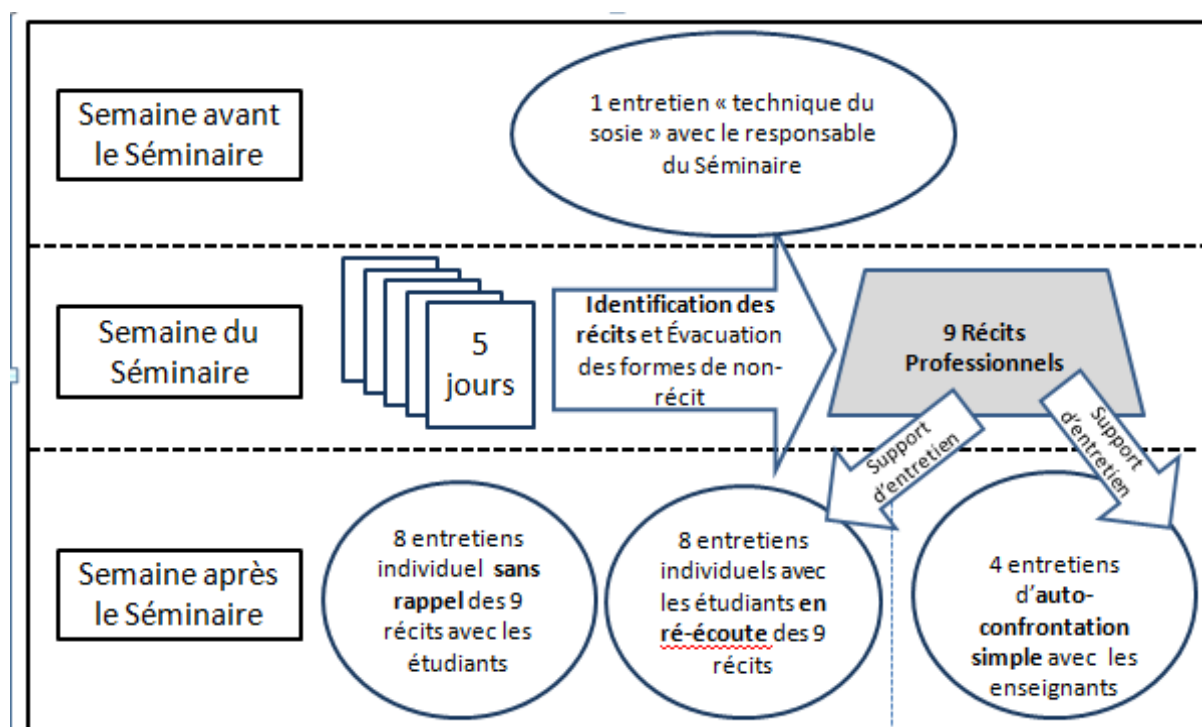 Semaine avant
le Séminaire
1 entretien « technique du
sosie » avec le responsable
du Séminaire
Semaine du
Séminaire
5
jours
Identification des
récits et Évacuation
des formes de non-
récit
9 Récits
Professionnels
Support
d'entretien
Support
d'entretien
Semaine après
le Séminaire
8 entretiens
individuel sans
rappel des 9
récits avec les
étudiants
8 entretiens
individuels avec
les étudiants en
ré-écoute des 9
récits
4 entretiens
d'auto-
confrontation
simple avec les
enseignants